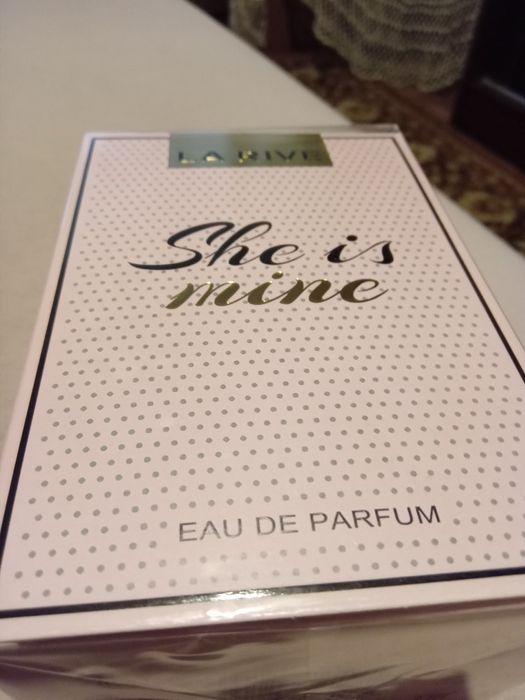 LA RIVE
She is
mine
EAU DE PARFUM